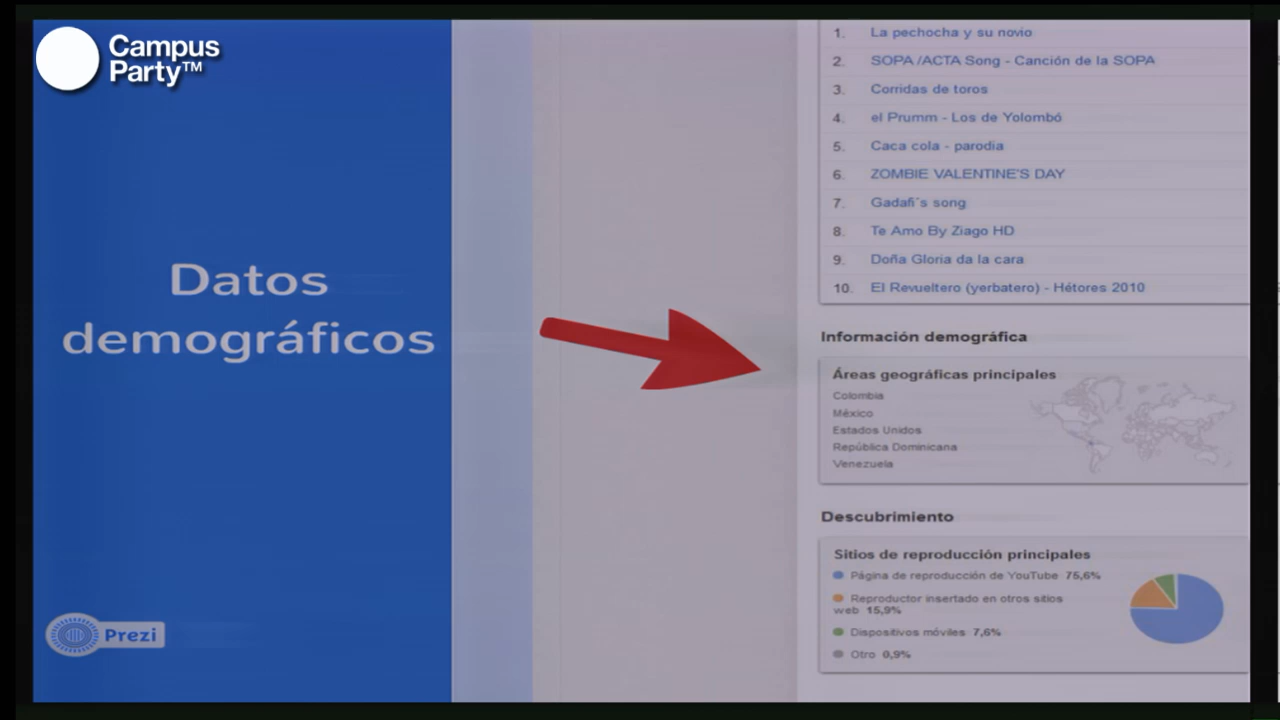 Campus
Party™
Datos
demográficos
Prezi
1. La pechocha y su novio
2. SOPA /ACTA Song - Canción de la SOPA
3. Corridas de toros
4. el Prumm - Los de Yolombó
5. Caca cola - parodia
6. ZOMBIE VALENTINE'S DAY
7. Gadafi´s song
8. Te Amo By Ziago HD
9. Doña Gloria da la cara
10. El Revueltero (yerbatero) - Hétores 2010
Información demográfica
Áreas geográficas principales
Colombia
México
Estados Unidos
República Dominicana
Venezuela
Descubrimiento
Sitios de reproducción principales
Página de reproducción de YouTube 75,6%
Reproductor insertado en otros sitios
web 15,9%
Dispositivos móviles 7,6%
Otro 0,9%